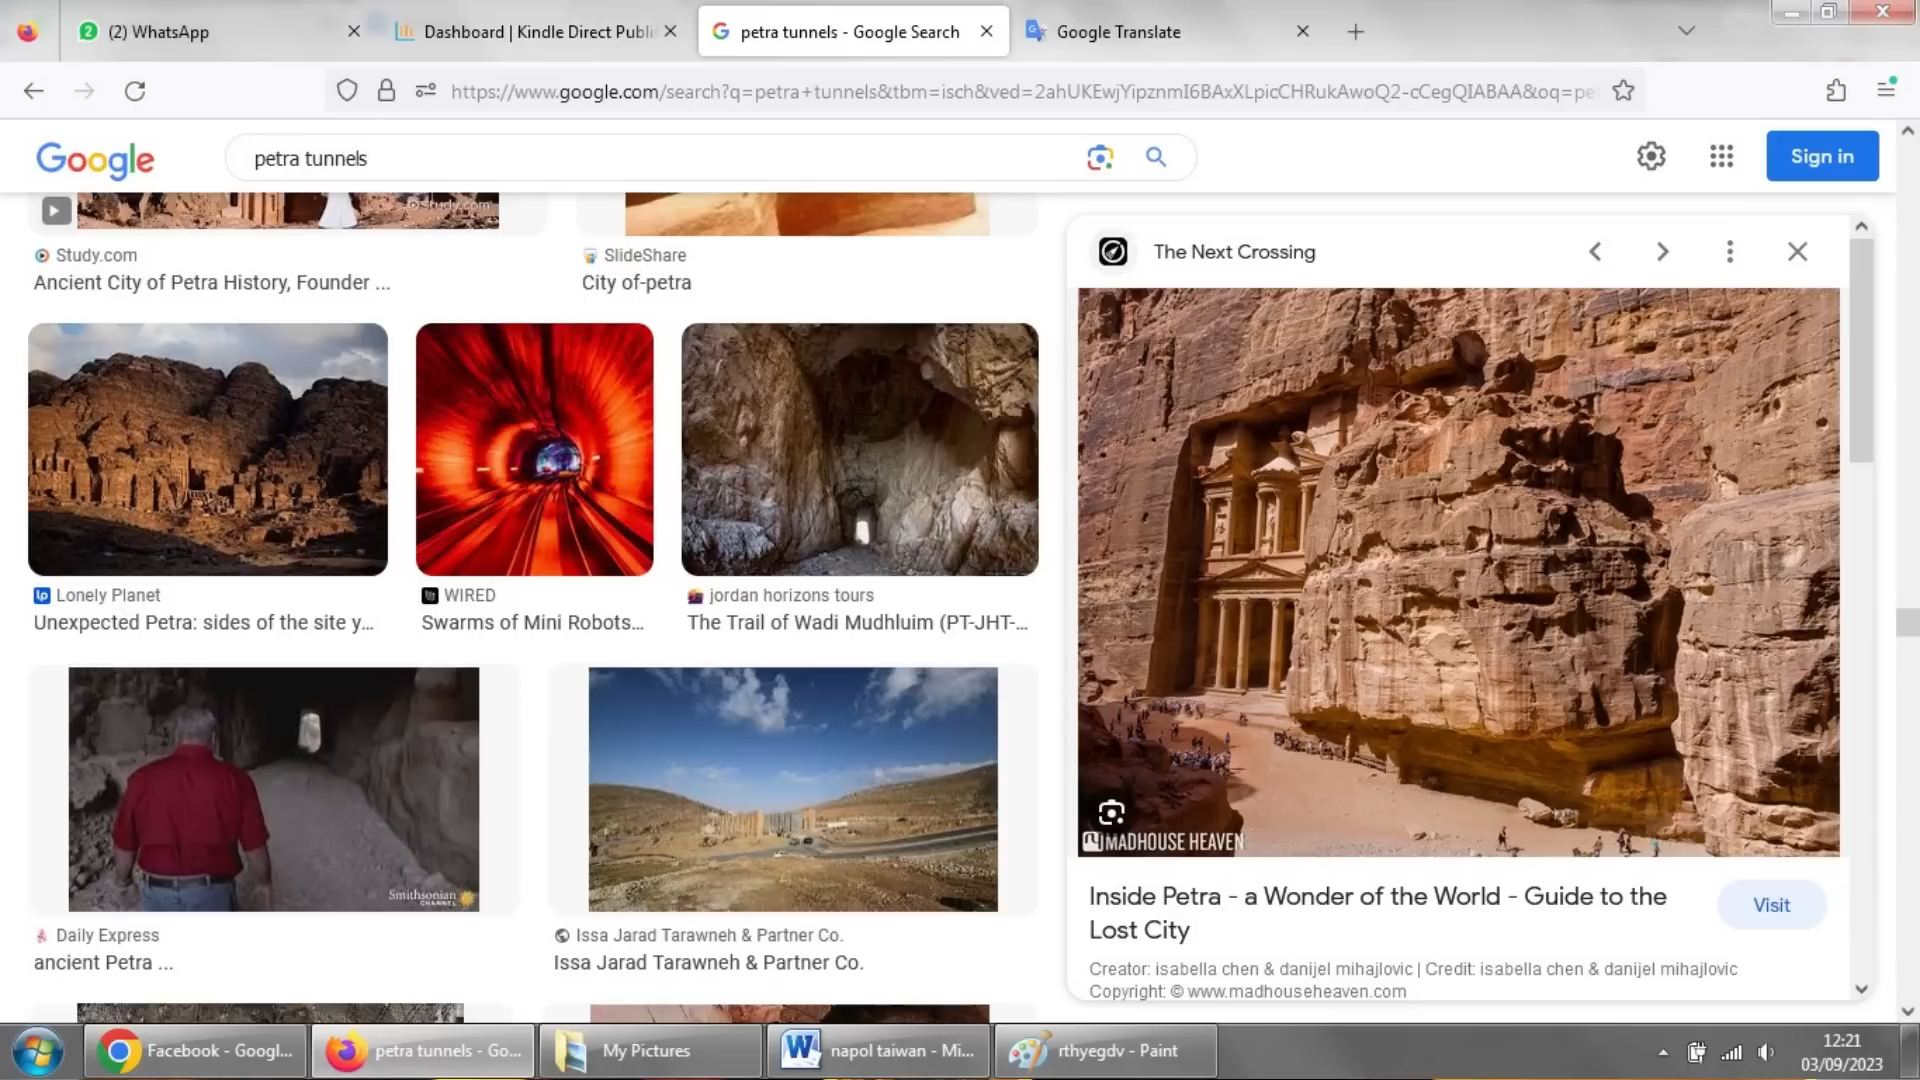 (2) WhatsApp
Dashboard | Kindle Direct Publi
petra tunnels - Google Search
Google Translate
https://www.google.com/search?q=petra+tunnels&tbm=isch&ved=2ahUKEwjYipznmI6BAxXLpicCHRukAwoQ2-cCegQIABAA&oq=pe
Google
petra tunnels
Sign in
study.com
Study.com
Ancient City of Petra History, Founder ...
SlideShare
City of-petra
Lonely Planet
Unexpected Petra: sides of the site y...
WIRED
Swarms of Mini Robots...
jordan horizons tours
The Trail of Wadi Mudhluim (PT-JHT-...
Smithsonian
CHANNEL
Daily Express
ancient Petra ...
Issa Jarad Tarawneh & Partner Co.
Issa Jarad Tarawneh & Partner Co.
The Next Crossing
MADHOUSE HEAVEN
Inside Petra - a Wonder of the World - Guide to the
Lost City
Visit
Creator: isabella chen & danijel mihajlovic | Credit: isabella chen & danijel mihajlovic
Copyright: © www.madhouseheaven.com
Facebook - Googl...
petra tunnels - Go...
My Pictures
napol taiwan - Mi...
rthyegdv - Paint
12:21
03/09/2023